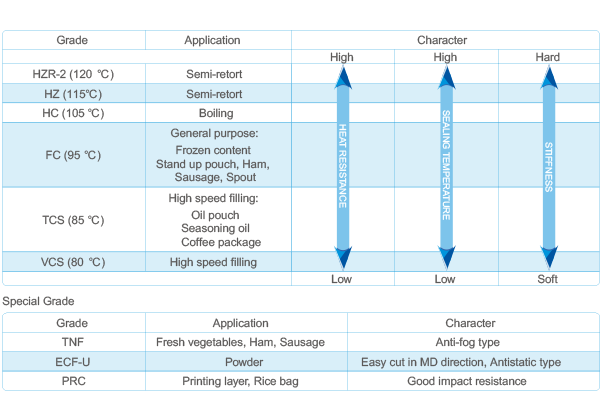 Grade Application Character
High High Hard
HZR-2 (120 ℃) Semi-retort
HZ (115℃) Semi-retort
HC (105 ℃) Boiling
FC (95 ℃) General purpose:
Frozen content
Stand up pouch, Ham,
Sausage, Spout
TCS (85 ℃) High speed filling:
Oil pouch
Seasoning oil
Coffee package
VCS (80 ℃) High speed filling
HEAT RESISTANCE
SEALING TEMPERATURE
STIFFNESS
Low Low Soft
Special Grade
Grade Application Character
TNF Fresh vegetables, Ham, Sausage Anti-fog type
ECF-U Powder Easy cut in MD direction, Antistatic type
PRC Printing layer, Rice bag Good impact resistance